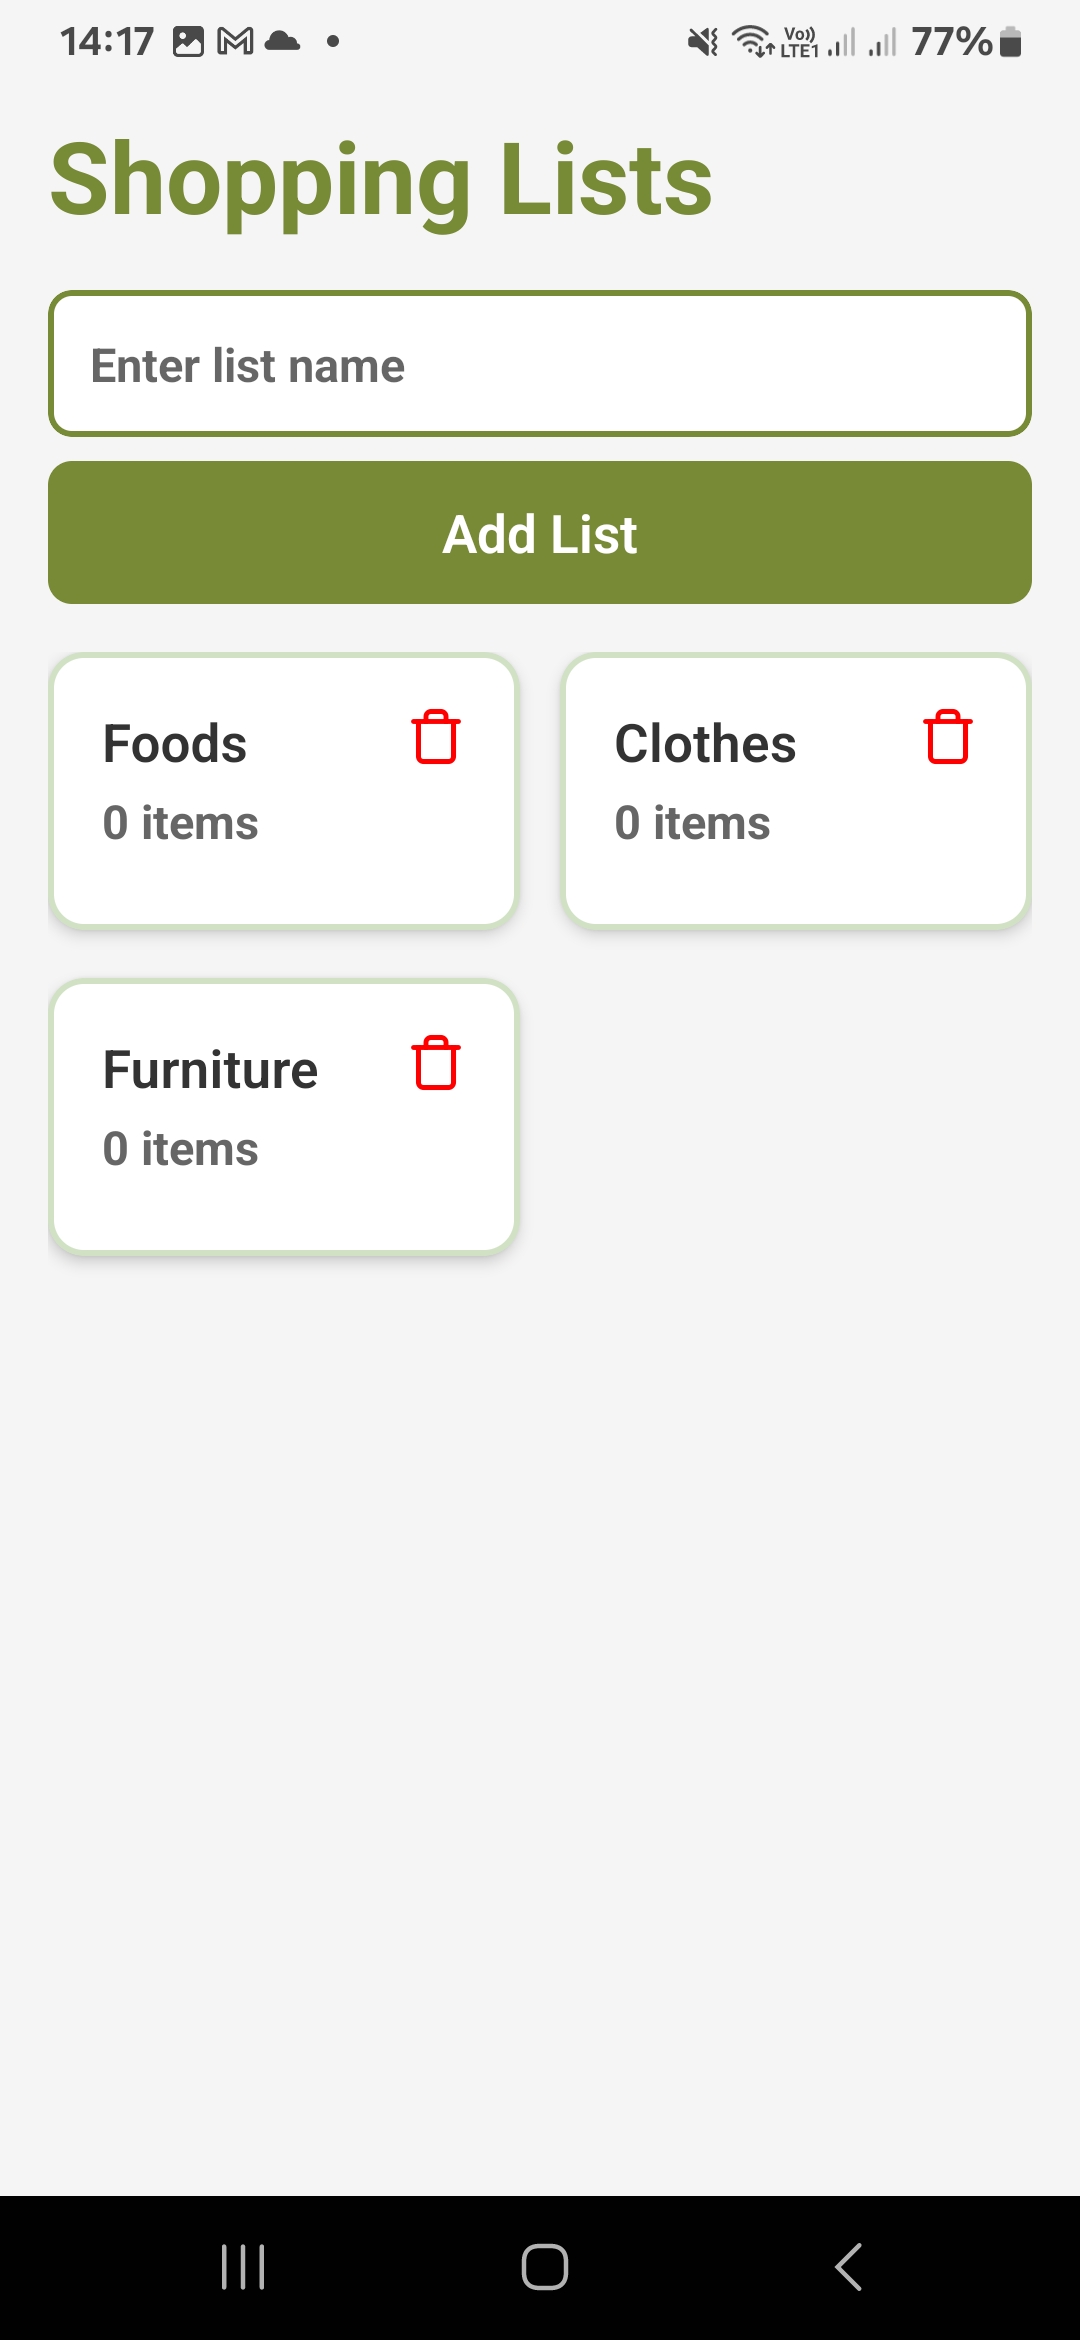 14:17
Vo))
LTE1
77%
Shopping Lists
Enter list name
Add List
Foods
0 items
Clothes
0 items
Furniture
0 items